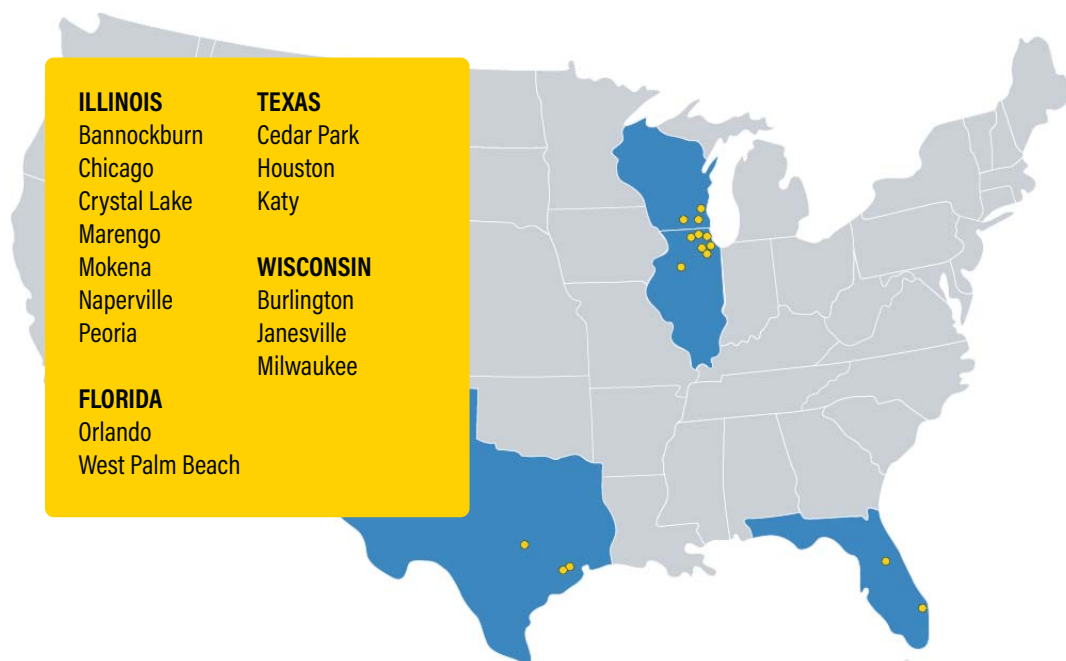 ILLINOIS
Bannockburn
Chicago
Crystal Lake
Marengo
Mokena
Naperville
Peoria
FLORIDA
Orlando
West Palm Beach
TEXAS
Cedar Park
Houston
Katy
WISCONSIN
Burlington
Janesville
Milwaukee